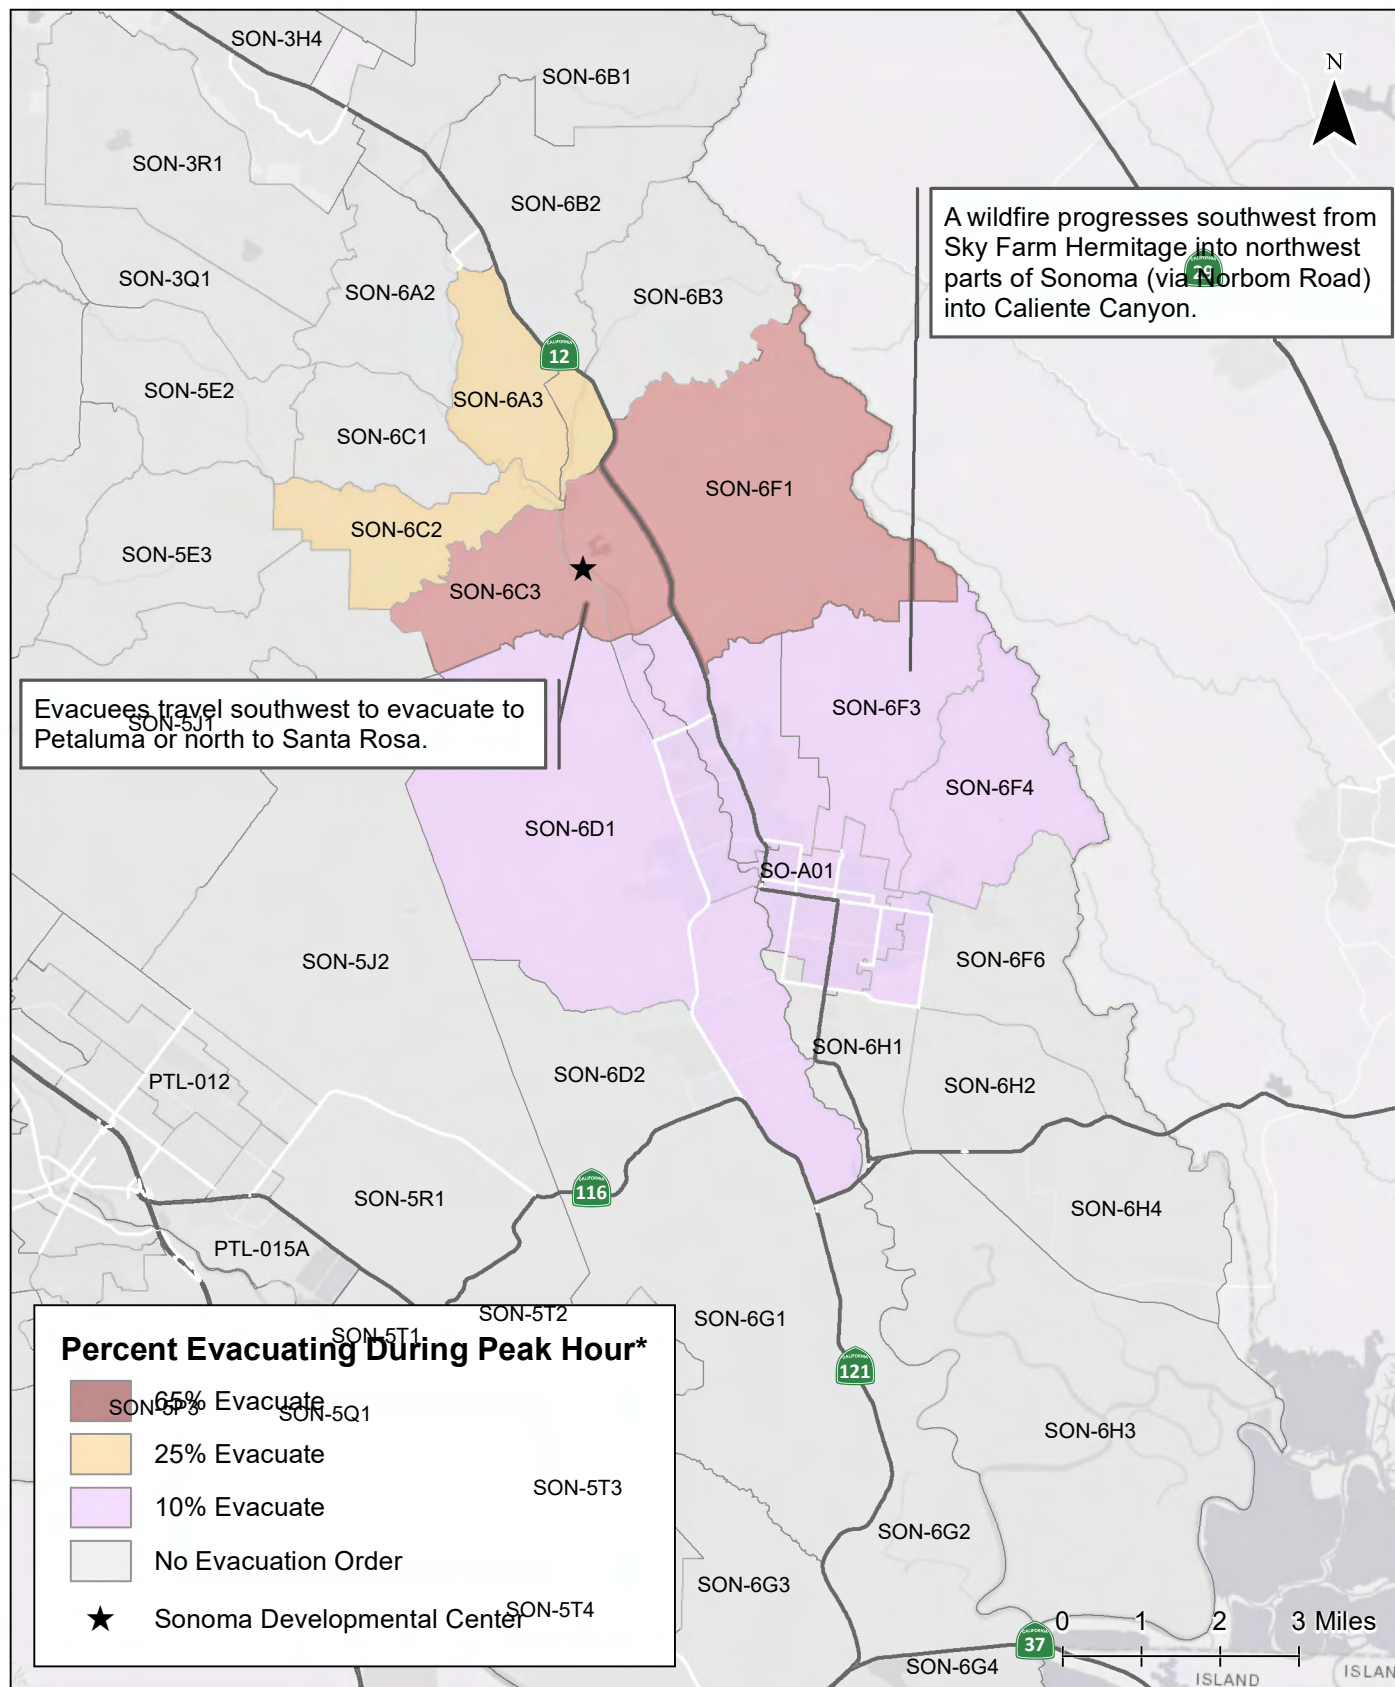 SON-3H4
SON-6B1
N
SON-3R1
SON-6B2
A wildfire progresses southwest from
Sky Farm Hermitage into northwest
parts of Sonoma (via Norbom Road)
into Caliente Canyon.
CALIFORNIA
29
SON-3Q1
SON-6A2
SON-6B3
CALIFORNIA
12
SON-5E2
SON-6A3
SON-6C1
SON-6F1
SON-6C2
SON-5E3
SON-6C3
Evacuees travel southwest to evacuate to
Petaluma or north to Santa Rosa.
SON-5J1
SON-6F3
SON-6F4
SON-6D1
SO-A01
SON-5J2
SON-6F6
SON-6H1
SON-6D2
PTL-012
SON-6H2
CALIFORNIA
116
SON-5R1
SON-6H4
PTL-015A
SON-5T2
SON-6G1
SON-5T1
Percent Evacuating During Peak Hour*
CALIFORNIA
121
65% Evacuate
SON-5P3
SON-5Q1
SON-6H3
25% Evacuate
SON-5T3
10% Evacuate
SON-6G2
No Evacuation Order
SON-6G3
SON-5T4
Sonoma Developmental Center
0 1 2 3 Miles
CALIFORNIA
37
SON-6G4
ISLAND
ISLAN